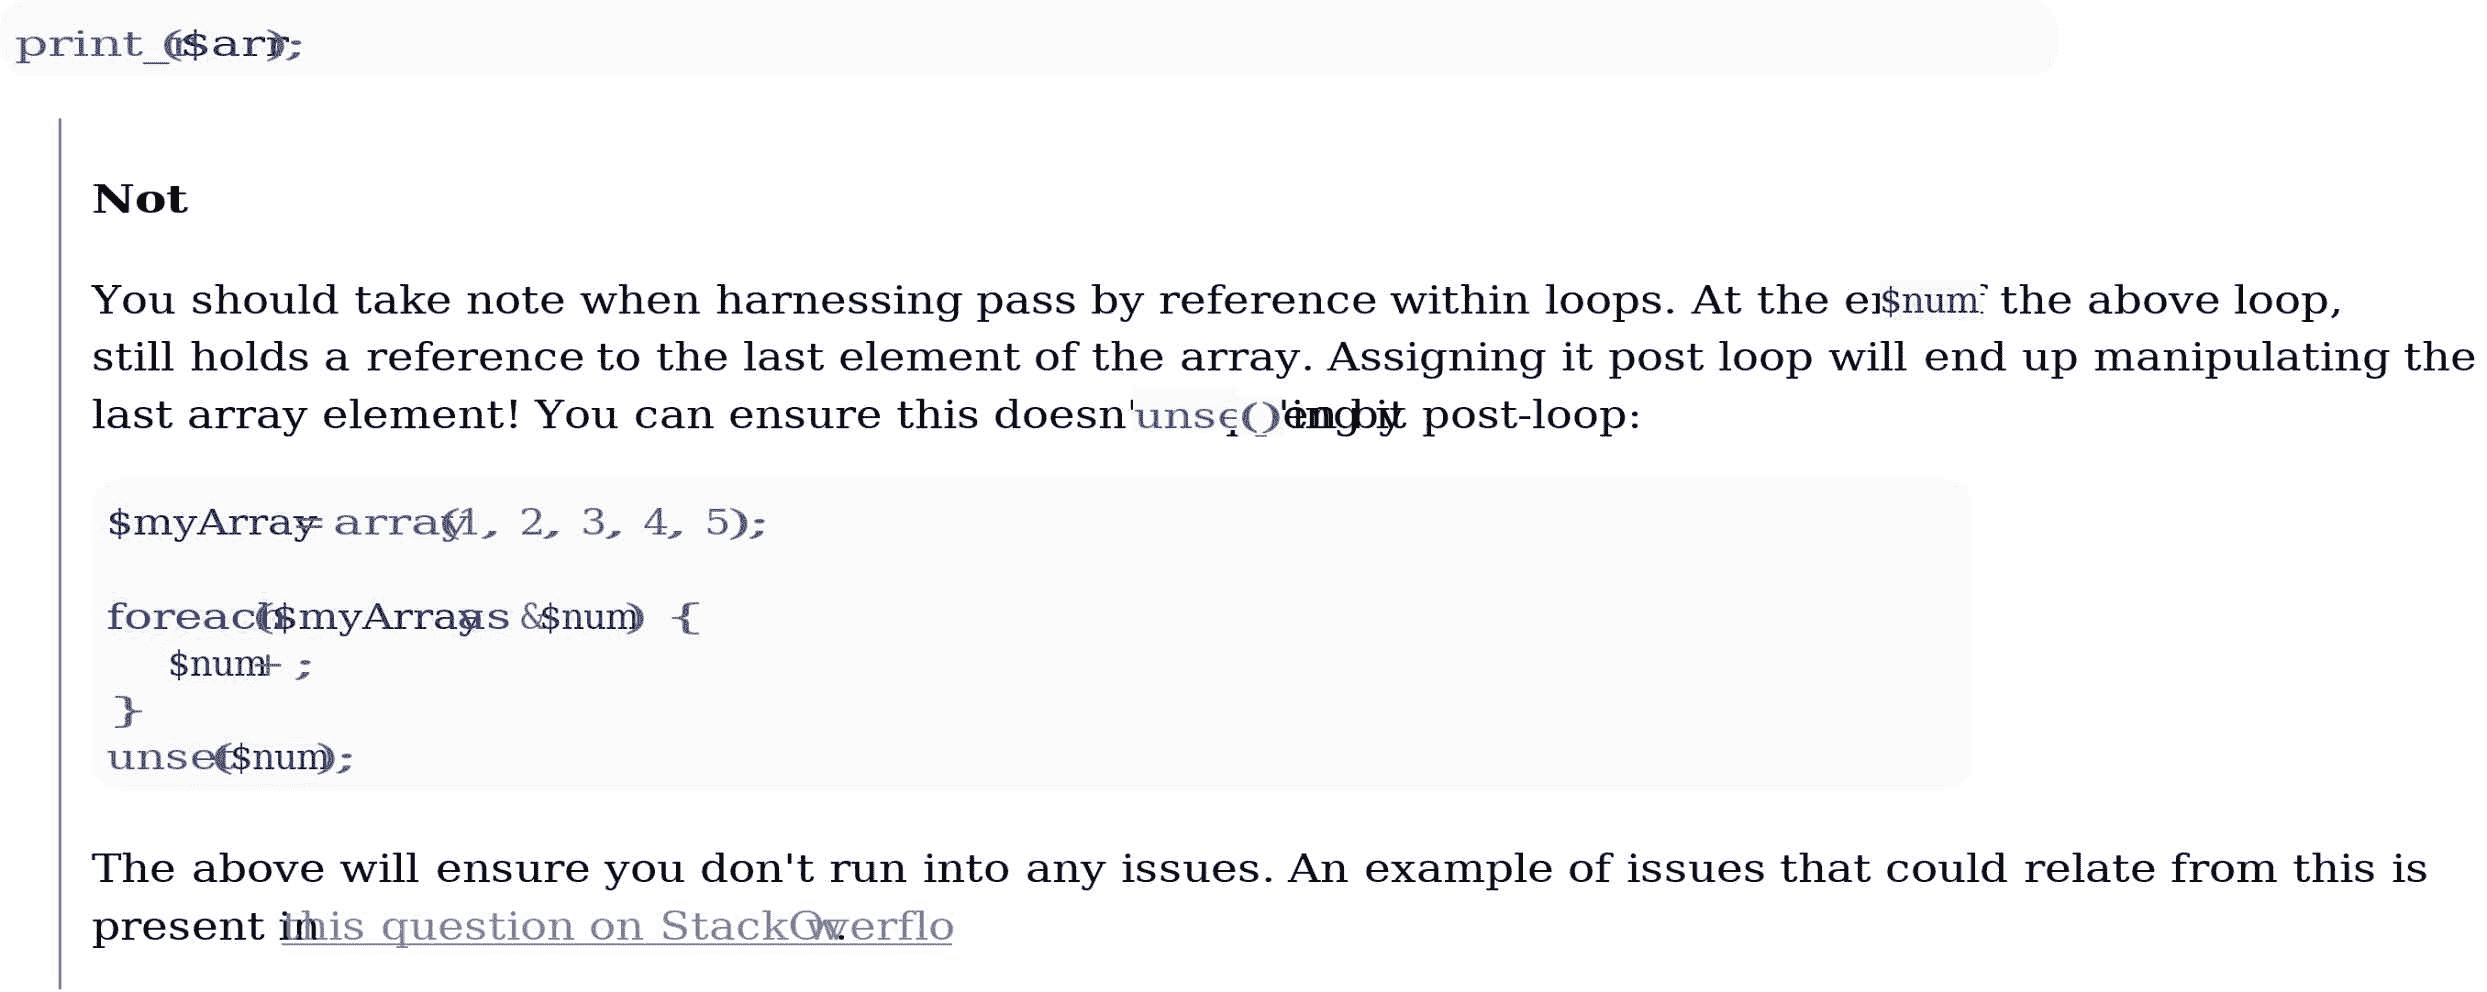 print_r($arr);
Not
You should take note when harnessing pass by reference within loops. At the end of the above loop, $num
still holds a reference to the last element of the array. Assigning it post loop will end up manipulating the
last array element! You can ensure this doesn't by unset()'ing it post-loop:
$myArray = array(1, 2, 3, 4, 5);
foreach($myArray as &$num) {
$num+ ;
}
unset($num);
The above will ensure you don't run into any issues. An example of issues that could relate from this is
present in this question on StackOverflow.